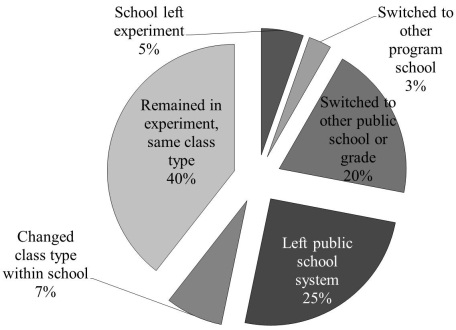 School left
experiment
5%
Switched to
other
program
school
3%
Switched to
other public
school or
grade
20%
Left public
school
system
25%
Changed
class type
within school
7%
Remained in
experiment,
same class
type
40%